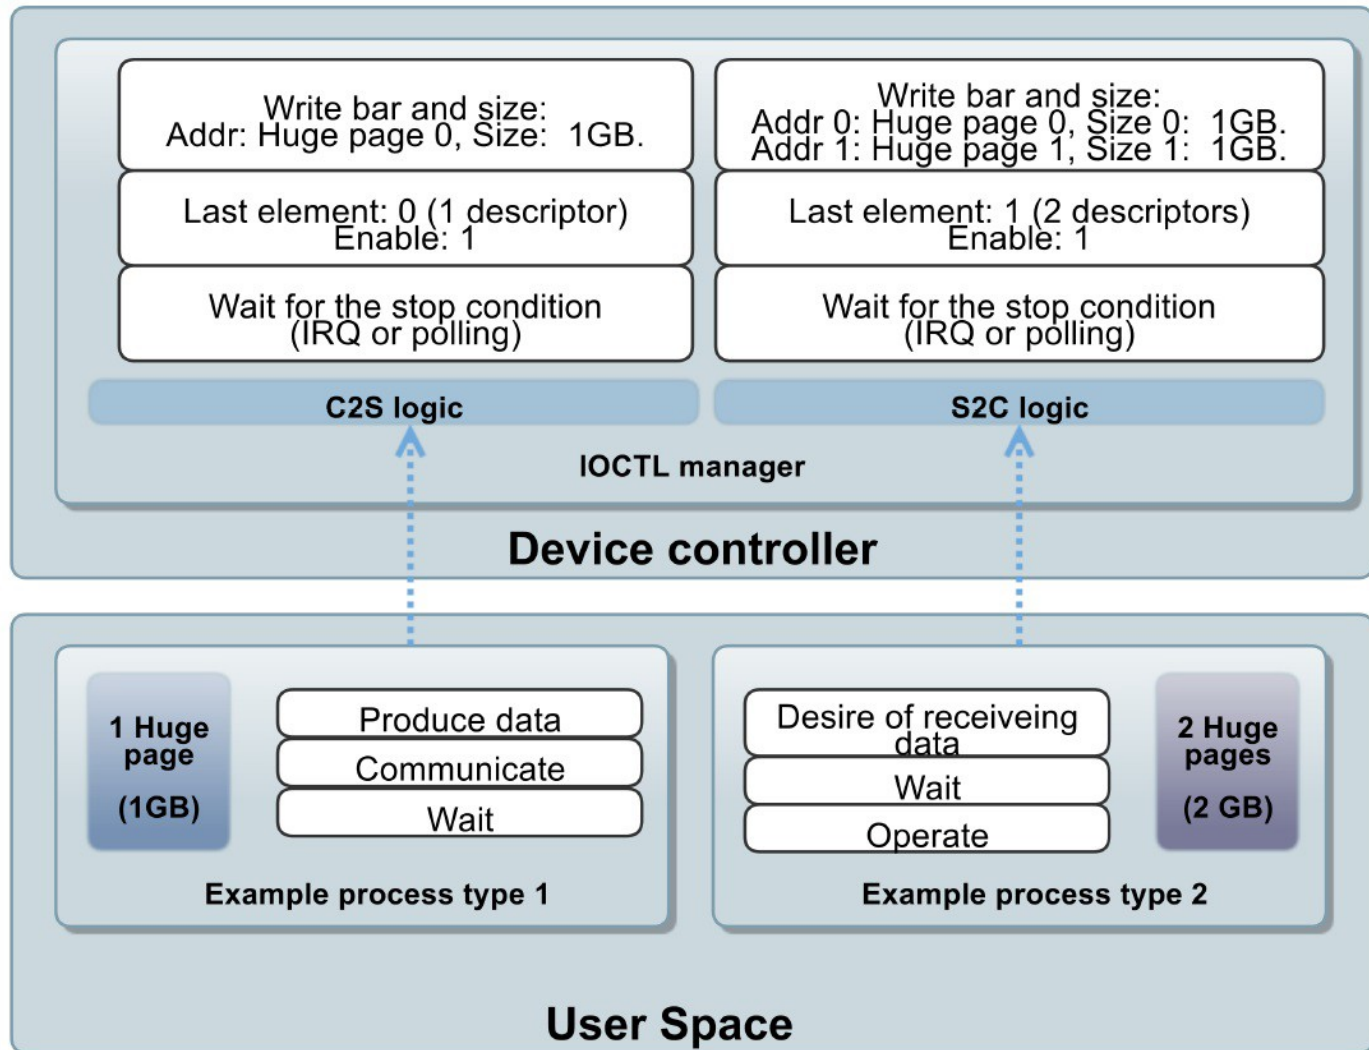 Write bar and size:
Addr: Huge page 0, Size:  1GB.
Last element: 0 (1 descriptor)
Enable: 1
Wait for the stop condition
(IRQ or polling)
C2S logic
Write bar and size:
Addr 0: Huge page 0, Size 0:  1GB.
Addr 1: Huge page 1, Size 1:  1GB.
Last element: 1 (2 descriptors)
Enable: 1
Wait for the stop condition
(IRQ or polling)
S2C logic
IOCTL manager
Device controller
1 Huge
page
(1GB)
Produce data
Communicate
Wait
Example process type 1
Desire of receiveing
data
Wait
Operate
2 Huge
pages
(2 GB)
Example process type 2
User Space